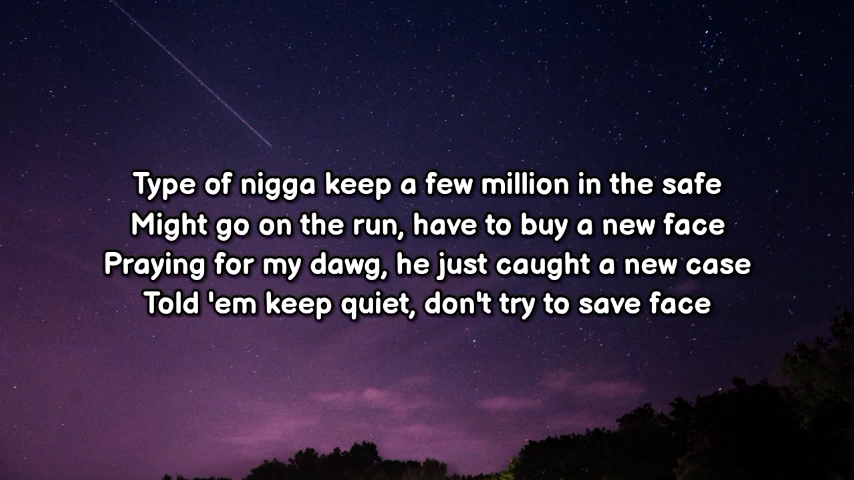 Type of nigga keep a few million in the safe
Might go on the run, have to buy a new face
Praying for my dawg, he just caught a new case
Told 'em keep quiet, don't try to save face